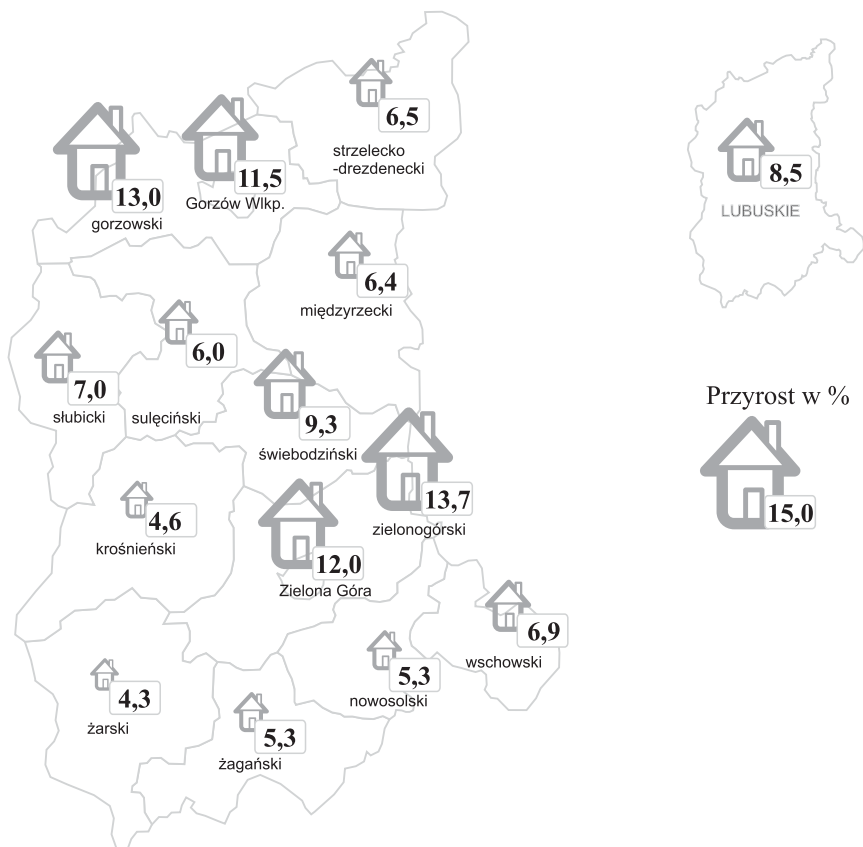 6,5
strzelecko
-drezdenecki
13,0
gorzowski
11,5
Gorzów Wlkp.
8,5
LUBUSKIE
6,4
międzyrzecki
6,0
sulęciński
7,0
słubicki
9,3
świebodziński
Przyrost w %
15,0
13,7
zielonogórski
4,6
krośnieński
12,0
Zielona Góra
6,9
wschowski
5,3
nowosolski
4,3
żarski
5,3
żagański